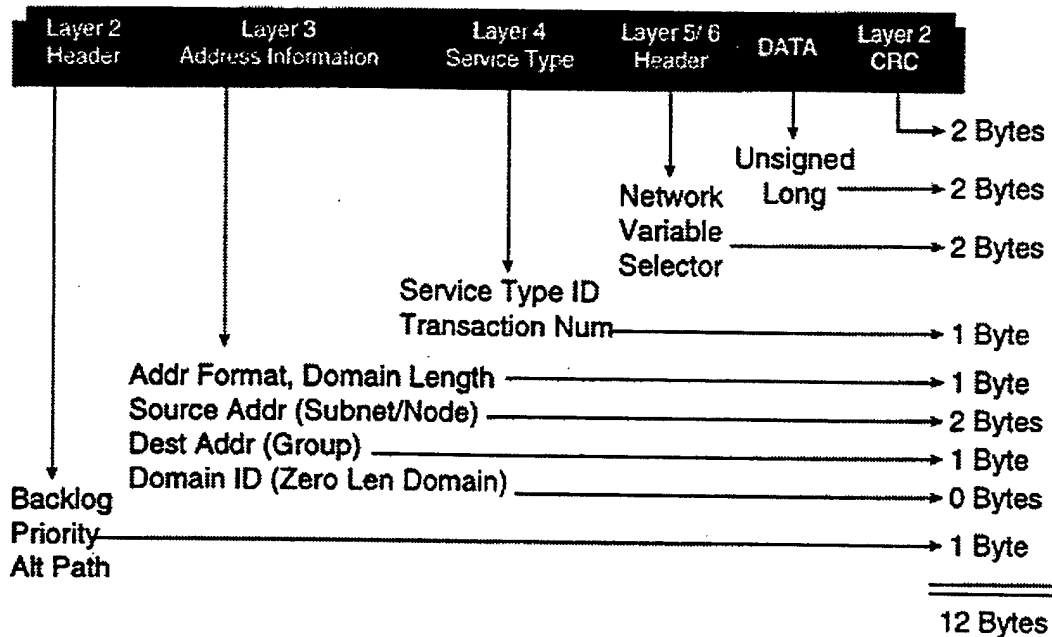 Layer 2 Header
Layer 3 Address Information
Layer 4 Service Type
Layer 5/6 Header
DATA
Layer 2 CRC
2 Bytes
Unsigned Long
2 Bytes
Network Variable Selector
2 Bytes
Service Type ID
Transaction Num
1 Byte
Addr Format, Domain Length
1 Byte
Source Addr (Subnet/Node)
2 Bytes
Dest Addr (Group)
1 Byte
Domain ID (Zero Len Domain)
0 Bytes
Backlog
Priority
Alt Path
1 Byte
12 Bytes